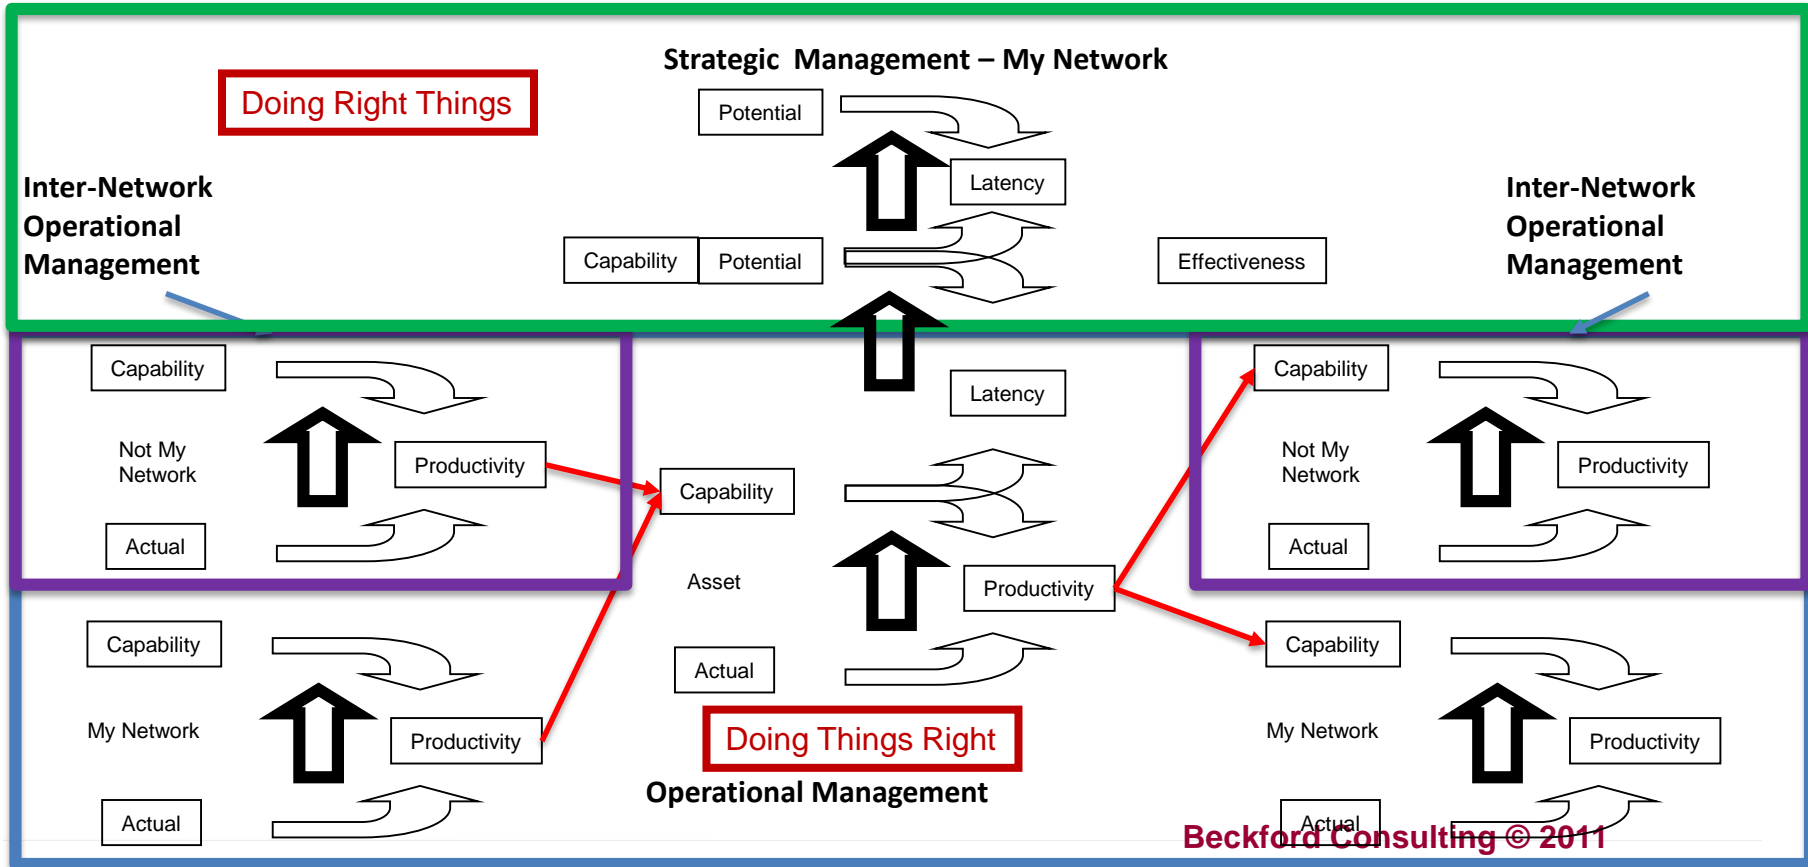 Strategic Management – My Network
Doing Right Things
Potential
Latency
Inter-Network
Operational
Management
Inter-Network
Operational
Management
Capability
Potential
Effectiveness
Capability
Not My
Network
Productivity
Actual
Latency
Capability
Asset
Productivity
Actual
Capability
Not My
Network
Productivity
Actual
Capability
My Network
Productivity
Actual
Doing Things Right
Operational Management
Capability
My Network
Productivity
Actual
Beckford Consulting © 2011